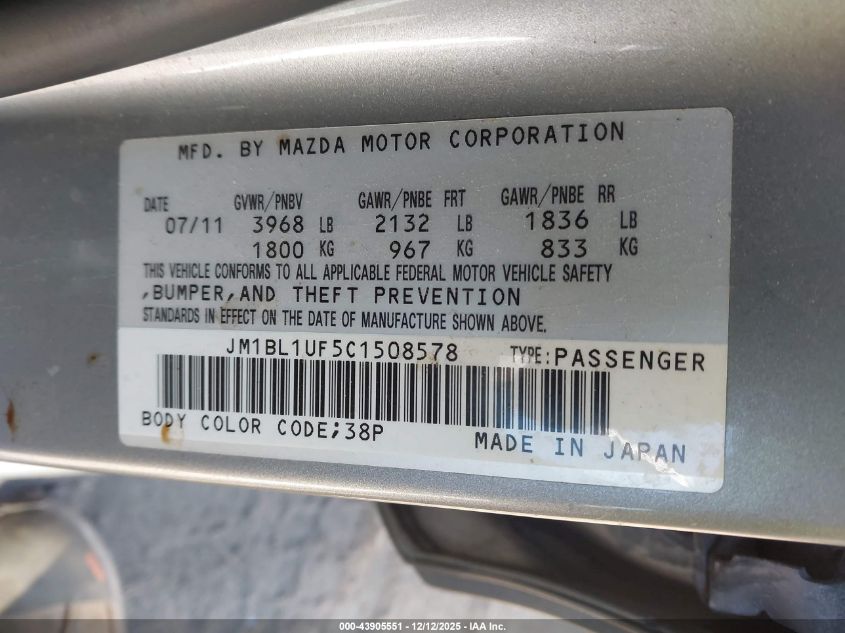 MFD. BY MAZDA MOTOR CORPORATION
DATE GVWR/PNBV GAWR/PNBE FRT GAWR/PNBE RR
07/11 3968 LB 2132 LB 1836 LB
1800 KG 967 KG 833 KG
THIS VEHICLE CONFORMS TO ALL APPLICABLE FEDERAL MOTOR VEHICLE SAFETY
,BUMPER,AND THEFT PREVENTION
STANDARDS IN EFFECT ON THE DATE OF MANUFACTURE SHOWN ABOVE.
JM1BL1UF5C1508578 TYPE:PASSENGER
BODY COLOR CODE;38P MADE IN JAPAN
000-43905551 - 12/12/2025 - IAA Inc.